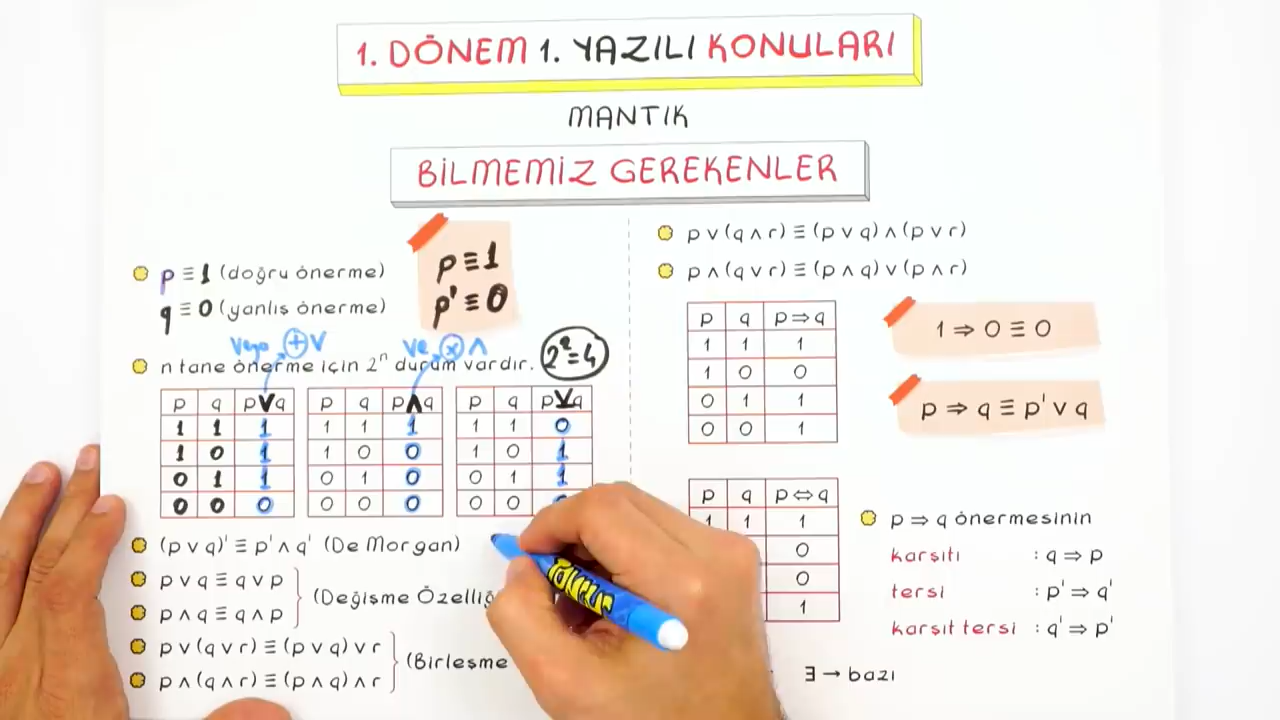 1. DÖNEM 1. YAZILI KONULARI
MANTIK
BİLMEMİZ GEREKENLER
p ≡ 1 (doğru önerme)
q ≡ 0 (yanlış önerme)
p ≡ 1
p' ≡ 0
veya + ∨
ve x ∧
n tane önerme için 2ⁿ durum vardır.
2² = 4
p q p∨q
1 1 1
1 0 1
0 1 1
0 0 0
p q p∧q
1 1 1
1 0 0
0 1 0
0 0 0
p q p⊻q
1 1 0
1 0 1
0 1 1
0 0
(p ∨ q)' ≡ p' ∧ q' (De Morgan)
p ∨ q ≡ q ∨ p
p ∧ q ≡ q ∧ p
(Değişme
p ∨ (q ∨ r) ≡ (p ∨ q) ∨ r
p ∧ (q ∧ r) ≡ (p ∧ q) ∧ r
(Birleşme
p ∨ (q ∧ r) ≡ (p ∨ q) ∧ (p ∨ r)
p ∧ (q ∨ r) ≡ (p ∧ q) ∨ (p ∧ r)
p q p ⇒ q
1 1 1
1 0 0
0 1 1
0 0 1
1 ⇒ 0 ≡ 0
p ⇒ q ≡ p' ∨ q
p q p ⇔ q
1 1 1
0
0
1
p ⇒ q önermesinin
karşıtı : q ⇒ p
tersi : p' ⇒ q'
karşıt tersi : q' ⇒ p'
∃ → bazı